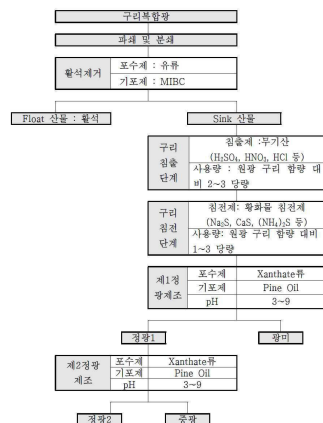 구리복합광
파쇄 및 분쇄
활석제거
포수제 : 유류
기포제 : MIBC
Float 산물 : 활석
Sink 산물
구리
침출
단계
침출제 :무기산
(H₂SO₄, HNO₃, HCl 등)
사용량 : 원광 구리 함량 대
비 2~3 당량
구리
침전
단계
침전제: 황화물 침전제
(Na₂S, CaS, (NH₄)₂S 등)
사용량: 원광 구리 함량 대비
1~3 당량
제1정
광제조
포수제 Xanthate류
기포제 Pine Oil
pH 3~9
정광1
광미
제2정광
제조
포수제 Xanthate류
기포제 Pine Oil
pH 3~9
정광2
중광